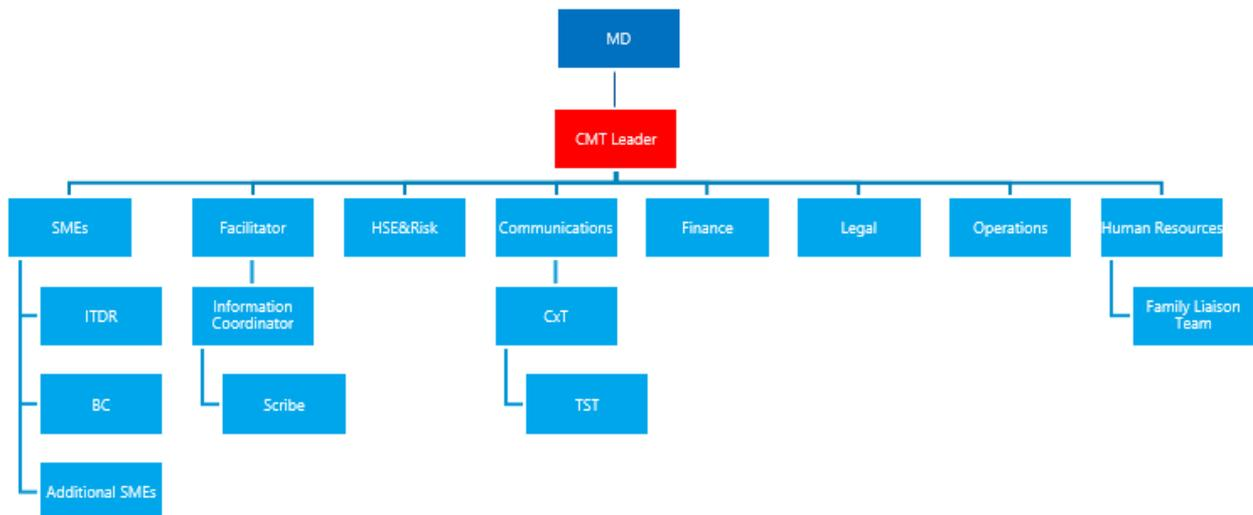 MD
CMT Leader
SMEs
Facilitator
HSE&Risk
Communications
Finance
Legal
Operations
Human Resources
ITDR
Information
Coordinator
CxT
Family Liaison
Team
BC
Scribe
TST
Additional SMEs